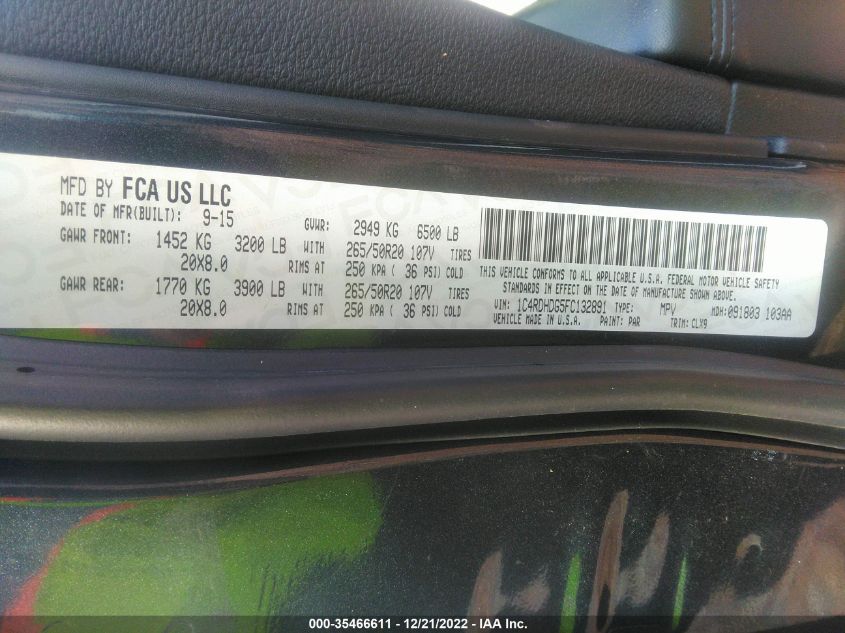 MFD BY FCA US LLC
DATE OF MFR(BUILT): 9-15 GVWR: 2949 KG 6500 LB
GAWR FRONT: 1452 KG 3200 LB WITH 265/50R20 107V TIRES
20X8.0 RIMS AT 250 KPA ( 36 PSI) COLD
GAWR REAR: 1770 KG 3900 LB WITH 265/50R20 107V TIRES
20X8.0 RIMS AT 250 KPA ( 36 PSI) COLD
THIS VEHICLE CONFORMS TO ALL APPLICABLE U.S.A. FEDERAL MOTOR VEHICLE SAFETY
STANDARDS IN EFFECT ON THE DATE OF MANUFACTURE SHOWN ABOVE.
VIN: 1C4RDHDG5FC132891 TYPE: MPV MDH: 091803 103AA
VEHICLE MADE IN U.S.A. PAINT: PAR TRIM: CLX9
000-35466611 - 12/21/2022 - IAA Inc.